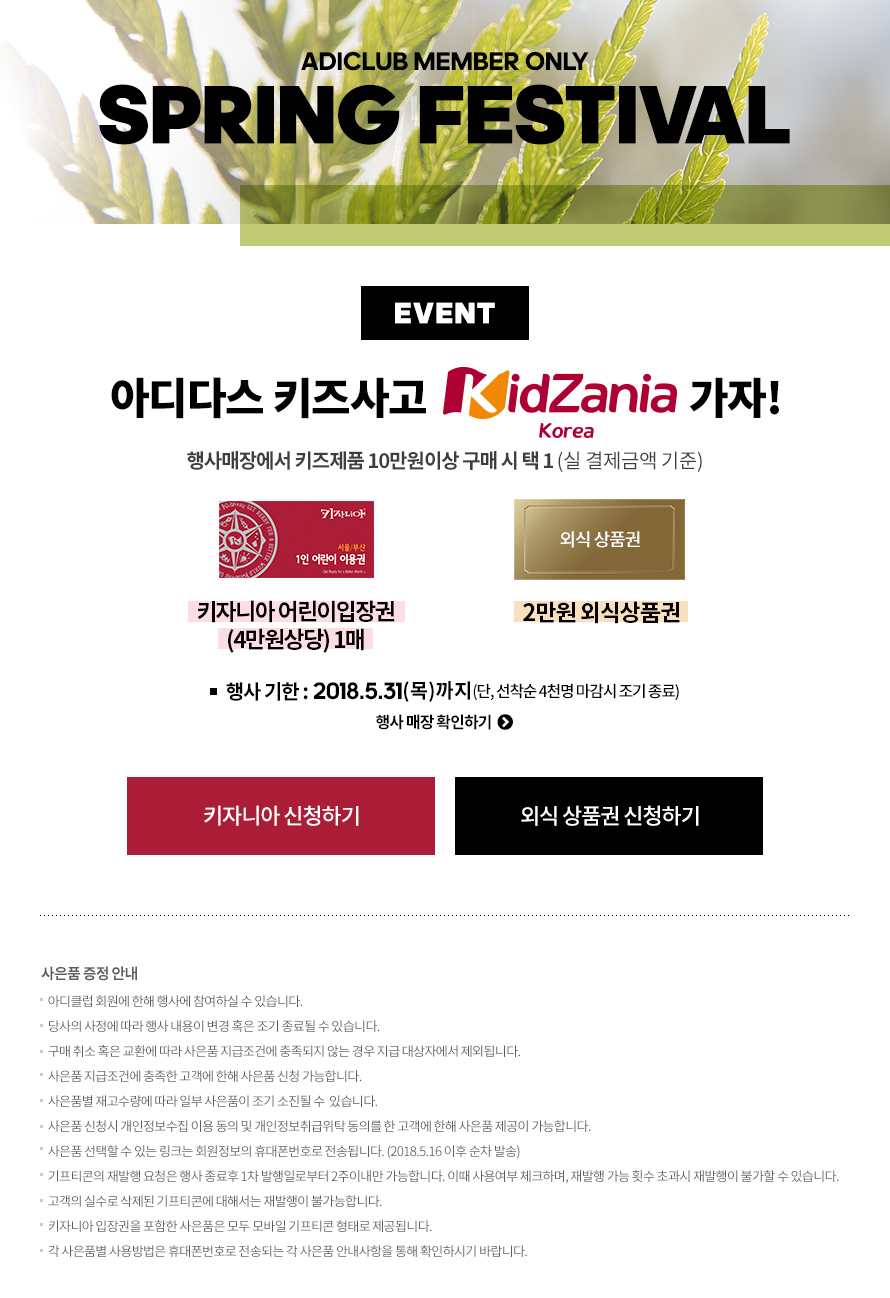 ADICLUB MEMBER ONLY
SPRING FESTIVAL
EVENT
아디다스 키즈사고 KidZania Korea 가자!
행사매장에서 키즈제품 10만원이상 구매 시 택 1 (실 결제금액 기준)
키자니아
서울/부산
1인 어린이 이용권
외식 상품권
키자니아 어린이입장권
(4만원상당) 1매
2만원 외식상품권
행사 기한 : 2018.5.31(목)까지(단, 선착순 4천명 마감시 조기 종료)
행사 매장 확인하기
키자니아 신청하기
외식 상품권 신청하기
사은품 증정 안내
아디클럽 회원에 한해 행사에 참여하실 수 있습니다.
당사의 사정에 따라 행사 내용이 변경 혹은 조기 종료될 수 있습니다.
구매 취소 혹은 교환에 따라 사은품 지급조건에 충족되지 않는 경우 지급 대상자에서 제외됩니다.
사은품 지급조건에 충족한 고객에 한해 사은품 신청 가능합니다.
사은품별 재고수량에 따라 일부 사은품이 조기 소진될 수 있습니다.
사은품 신청시 개인정보수집 이용 동의 및 개인정보취급위탁 동의를 한 고객에 한해 사은품 제공이 가능합니다.
사은품 선택할 수 있는 링크는 회원정보의 휴대폰번호로 전송됩니다. (2018.5.16 이후 순차 발송)
기프티콘의 재발행 요청은 행사 종료후 1차 발행일로부터 2주이내만 가능합니다. 이때 사용여부 체크하며, 재발행 가능 횟수 초과시 재발행이 불가할 수 있습니다.
고객의 실수로 삭제된 기프티콘에 대해서는 재발행이 불가능합니다.
키자니아 입장권을 포함한 사은품은 모두 모바일 기프티콘 형태로 제공됩니다.
각 사은품별 사용방법은 휴대폰번호로 전송되는 각 사은품 안내사항을 통해 확인하시기 바랍니다.